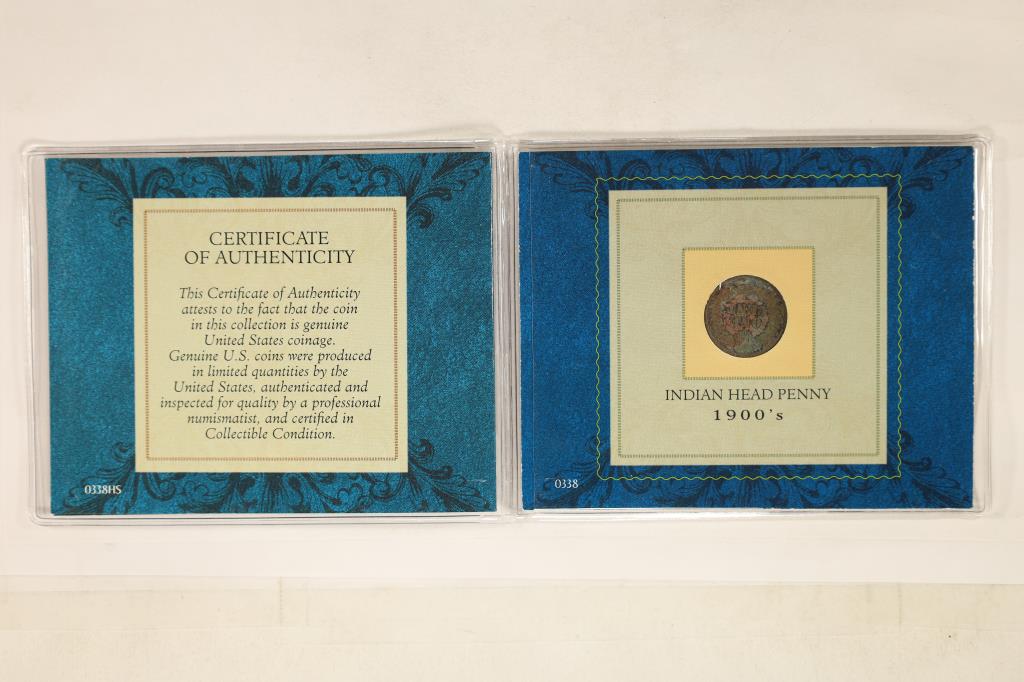 CERTIFICATE
OF AUTHENTICITY
This Certificate of Authenticity
attests to the fact that the coin
in this collection is genuine
United States coinage.
Genuine U.S. coins were produced
in limited quantities by the
United States, authenticated and
inspected for quality by a professional
numismatist, and certified in
Collectible Condition.
0338HS
ONE
CENT
INDIAN HEAD PENNY
1900's
0338